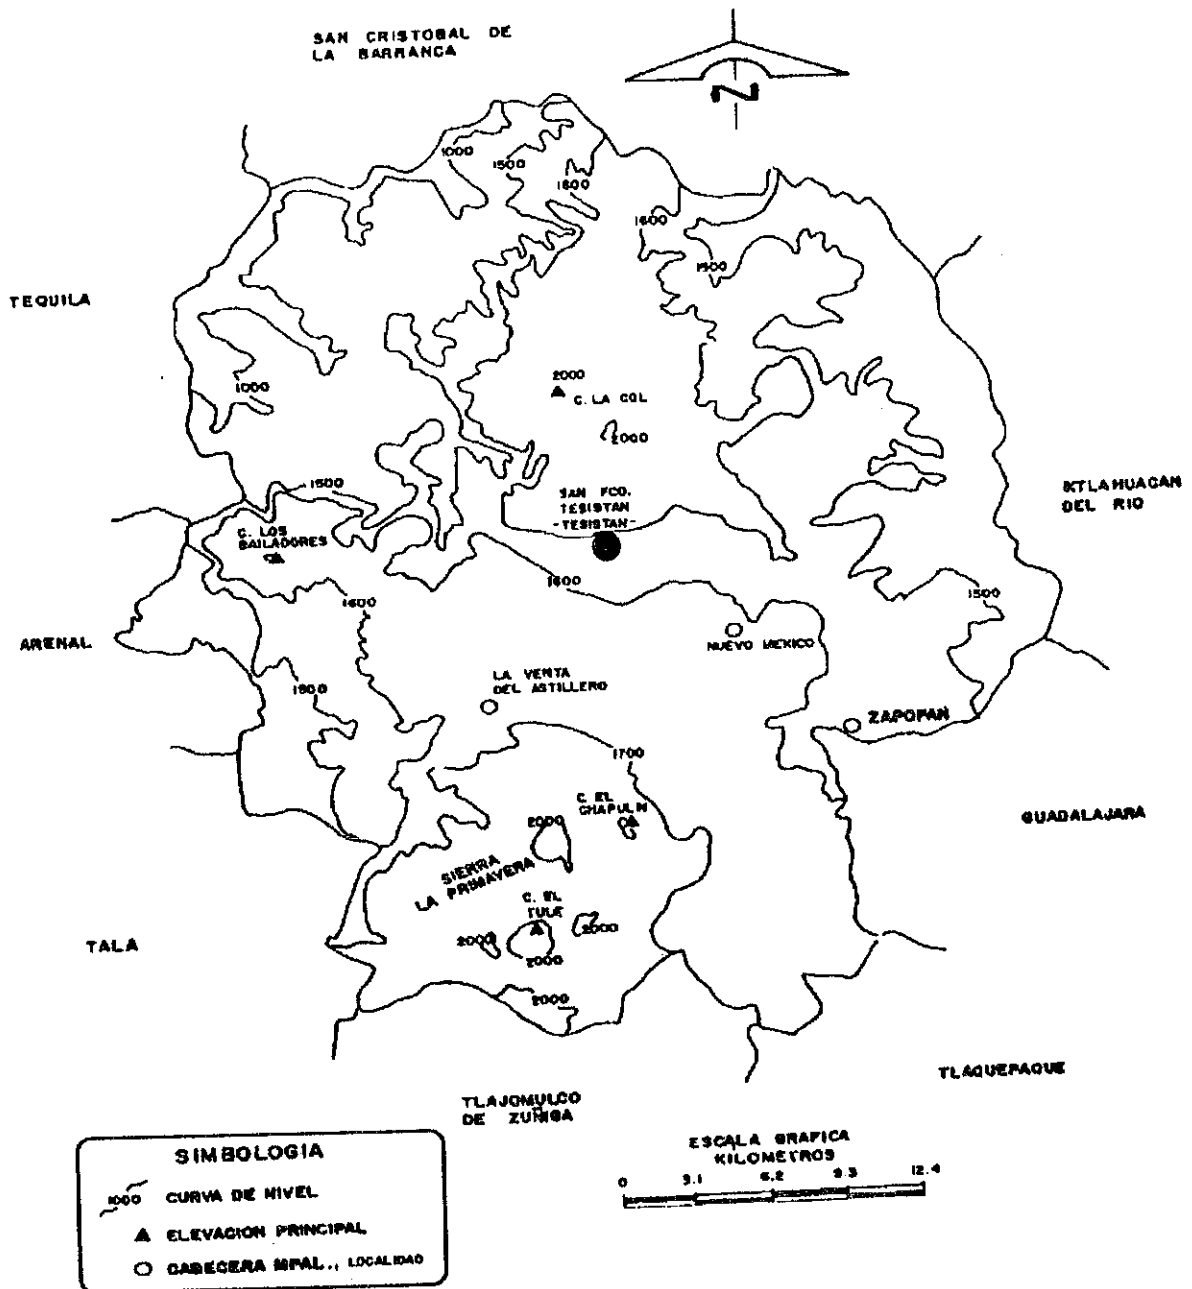 SAN CRISTOBAL DE
LA BARRANCA
N
1000
1500
1600
1600
1500
TEQUILA
1000
2000
C. LA COL
2000
1500
SAN FCO.
TESISTAN
-TESISTAN-
IXTLAHUACAN
DEL RIO
C. LOS
BAILADORES
1600
1600
1500
ARENAL
NUEVO MEXICO
LA VENTA
DEL ASTILLERO
1500
ZAPOPAN
1700
C. EL
CHAPULIN
2000
GUADALAJARA
SIERRA
LA PRIMAVERA
C. EL
TULE
2000
2000
2000
TALA
2000
TLAJOMULCO
DE ZUÑIGA
TLAQUEPAQUE
SIMBOLOGIA
1000 CURVA DE NIVEL
ELEVACION PRINCIPAL
CABECERA MPAL., LOCALIDAD
ESCALA GRAFICA
KILOMETROS
0 3.1 6.2 9.3 12.4